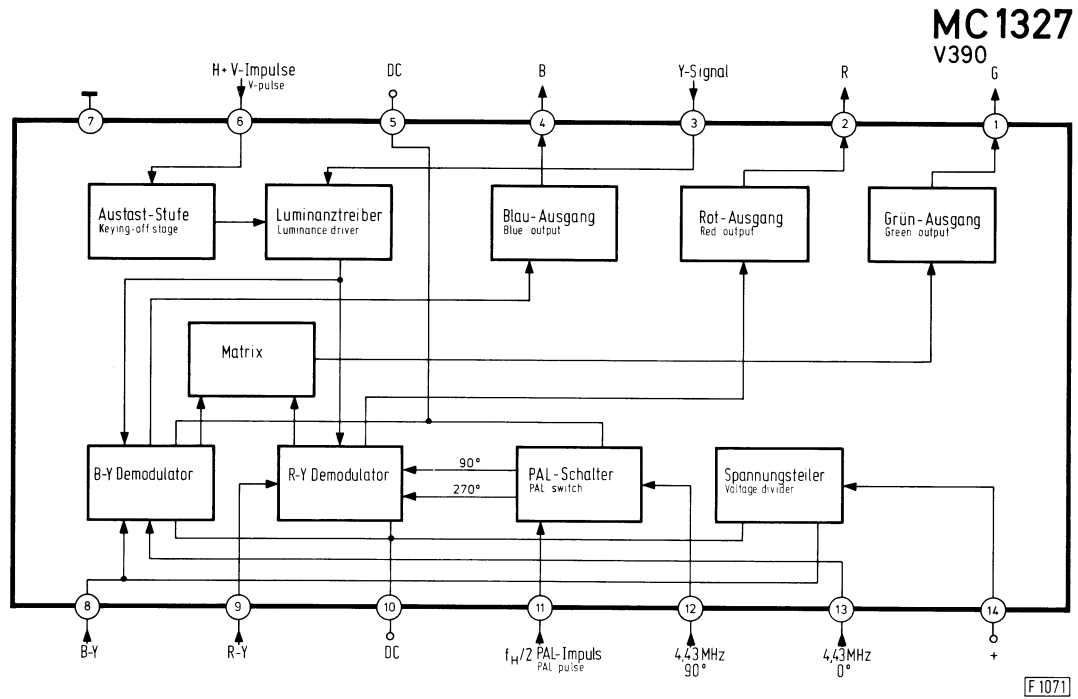 MC1327
V390
H+V-Impulse
V-pulse
DC
B
Y-Signal
R
G
7
6
5
4
3
2
1
Austast-Stufe
Keying-off stage
Luminanztreiber
Luminance driver
Blau-Ausgang
Blue output
Rot-Ausgang
Red output
Grün-Ausgang
Green output
Matrix
B-Y Demodulator
R-Y Demodulator
90°
270°
PAL-Schalter
PAL switch
Spannungsteiler
Voltage divider
8
9
10
11
12
13
14
B-Y
R-Y
DC
fH/2 PAL-Impuls
PAL pulse
4,43MHz
90°
4,43MHz
0°
+
F 1071